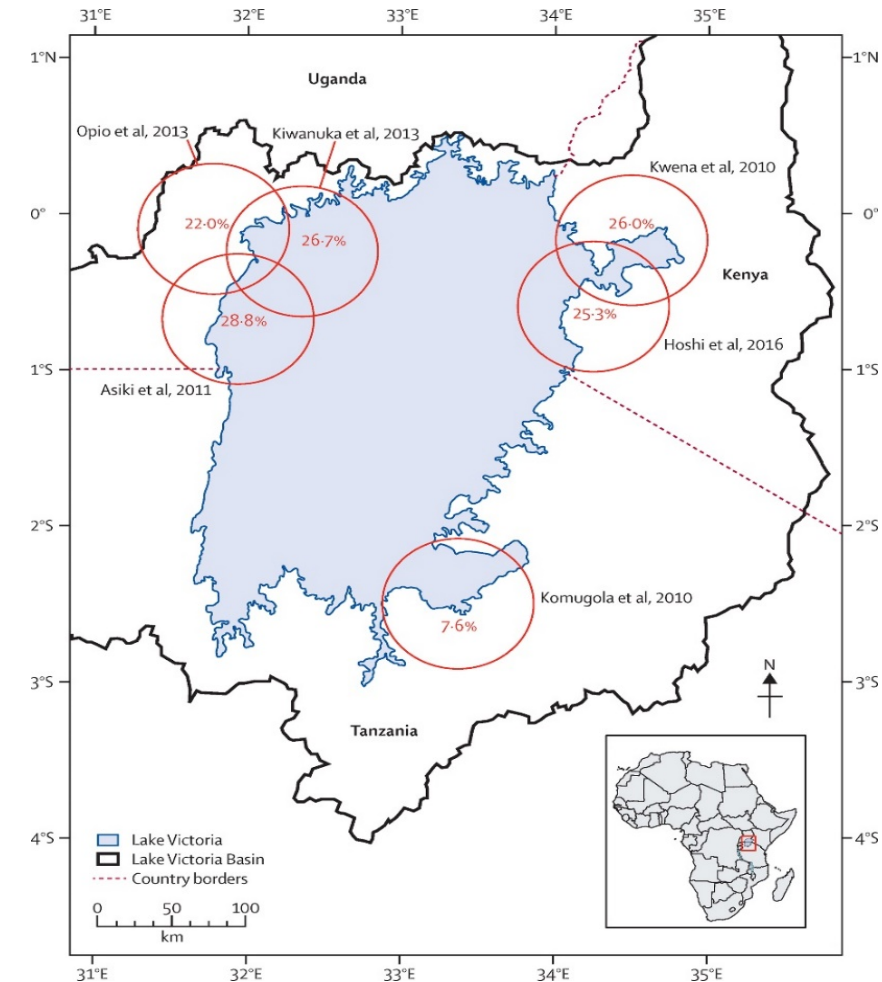 31°E 32°E 33°E 34°E 35°E
1°N 1°N
Uganda
Opio et al, 2013
Kiwanuka et al, 2013
Kwena et al, 2010
0° 0°
22·0%
26·7%
26·0%
Kenya
28·8%
25·3%
Hoshi et al, 2016
1°S 1°S
Asiki et al, 2011
2°S 2°S
Komugola et al, 2010
7·6%
3°S 3°S
N
Tanzania
4°S 4°S
Lake Victoria
Lake Victoria Basin
Country borders
0 50 100
km
31°E 32°E 33°E 34°E 35°E